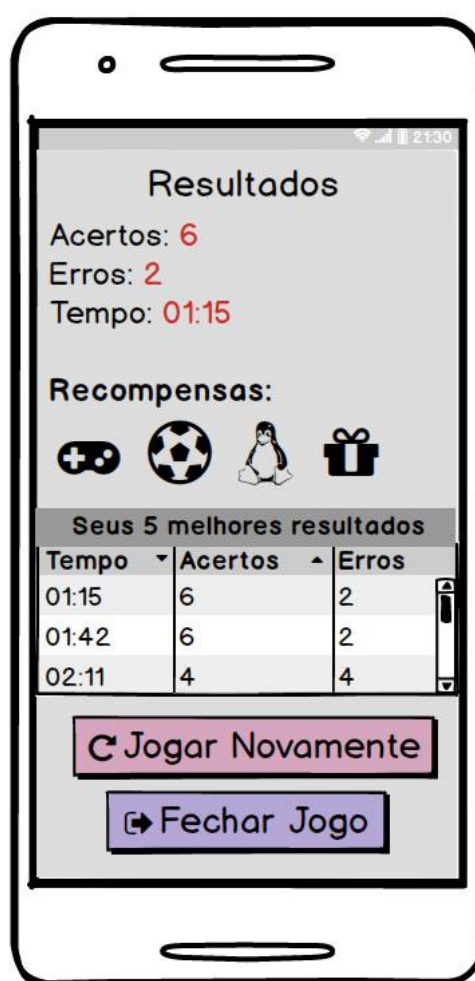 21:30
Resultados
Acertos: 6
Erros: 2
Tempo: 01:15
Recompensas:
Seus 5 melhores resultados
Tempo Acertos Erros
01:15 6 2
01:42 6 2
02:11 4 4
Jogar Novamente
Fechar Jogo